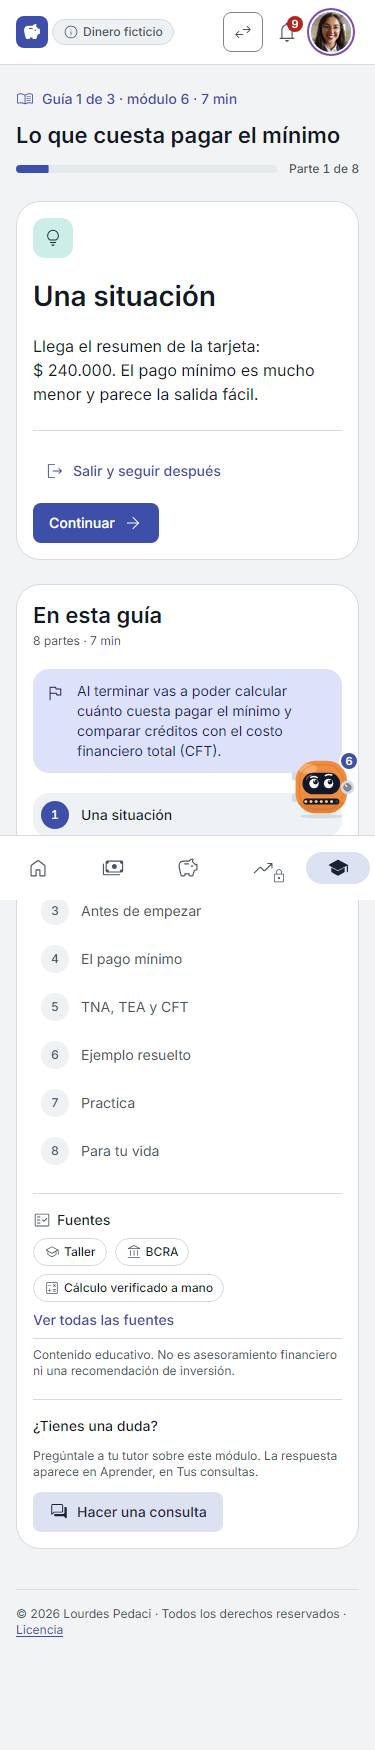 Dinero ficticio
9
Guía 1 de 3 · módulo 6 · 7 min
Lo que cuesta pagar el mínimo
Parte 1 de 8
Una situación
Llega el resumen de la tarjeta:
$ 240.000. El pago mínimo es mucho
menor y parece la salida fácil.
Salir y seguir después
Continuar
En esta guía
8 partes · 7 min
Al terminar vas a poder calcular
cuánto cuesta pagar el mínimo y
comparar créditos con el costo
financiero total (CFT).
6
1 Una situación
3 Antes de empezar
4 El pago mínimo
5 TNA, TEA y CFT
6 Ejemplo resuelto
7 Practica
8 Para tu vida
Fuentes
Taller
BCRA
Cálculo verificado a mano
Ver todas las fuentes
Contenido educativo. No es asesoramiento financiero
ni una recomendación de inversión.
¿Tienes una duda?
Pregúntale a tu tutor sobre este módulo. La respuesta
aparece en Aprender, en Tus consultas.
Hacer una consulta
© 2026 Lourdes Pedaci · Todos los derechos reservados ·
Licencia